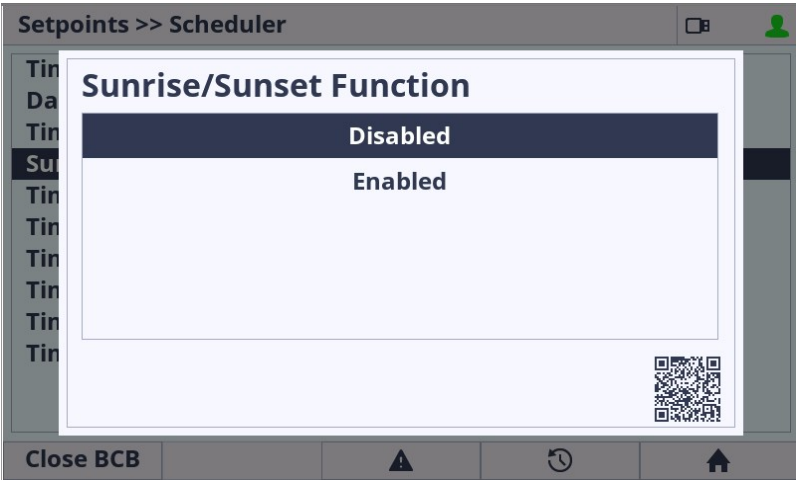 Setpoints >> Scheduler
Sunrise/Sunset Function
Disabled
Enabled
Close BCB